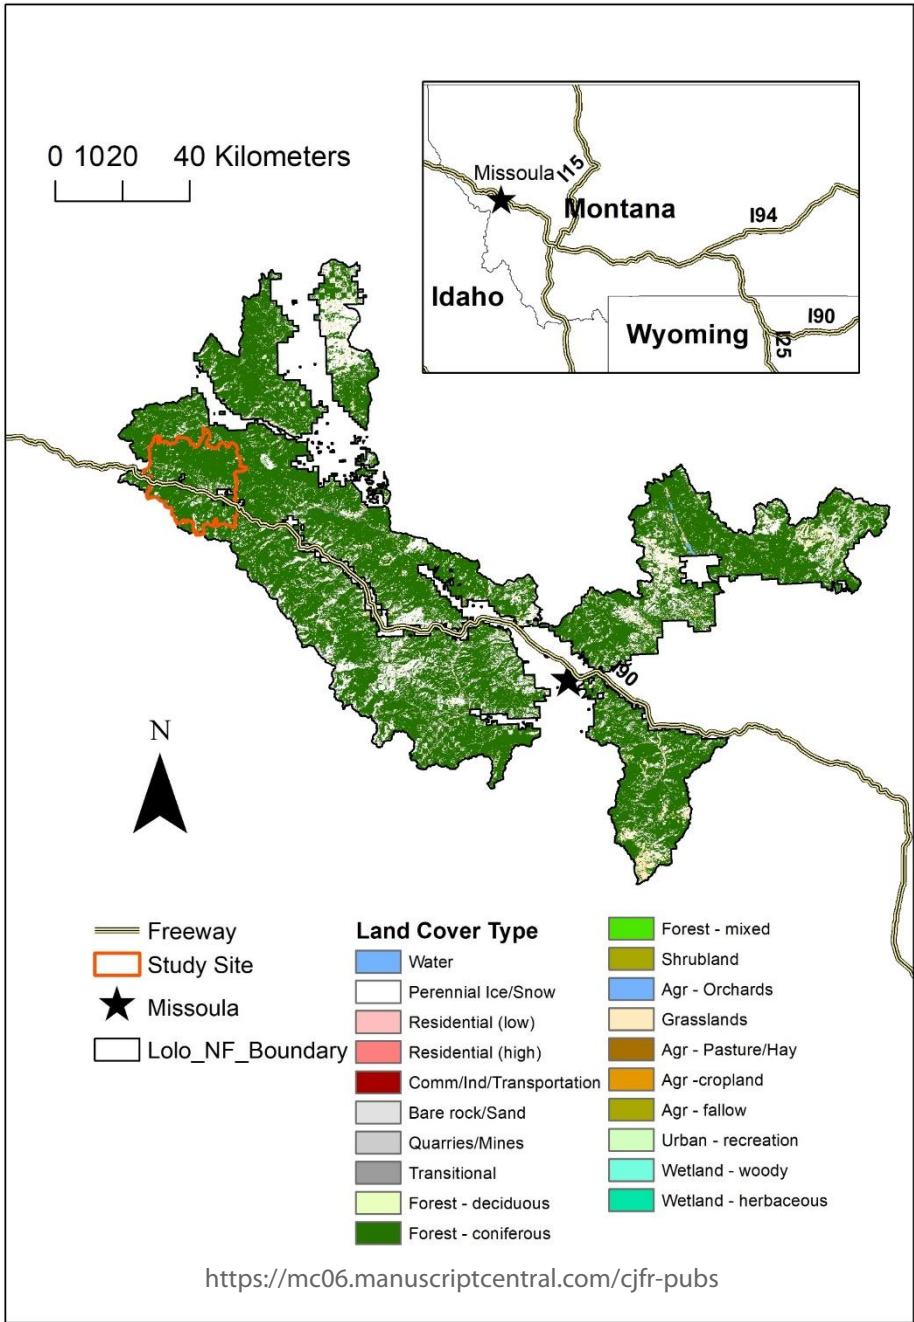 0 1020 40 Kilometers
Missoula
I15
Montana
I94
Idaho
Wyoming
I90
I25
I90
N
Freeway
Study Site
Missoula
Lolo_NF_Boundary
Land Cover Type
Water
Perennial Ice/Snow
Residential (low)
Residential (high)
Comm/Ind/Transportation
Bare rock/Sand
Quarries/Mines
Transitional
Forest - deciduous
Forest - coniferous
Forest - mixed
Shrubland
Agr - Orchards
Grasslands
Agr - Pasture/Hay
Agr -cropland
Agr - fallow
Urban - recreation
Wetland - woody
Wetland - herbaceous
https://mc06.manuscriptcentral.com/cjfr-pubs